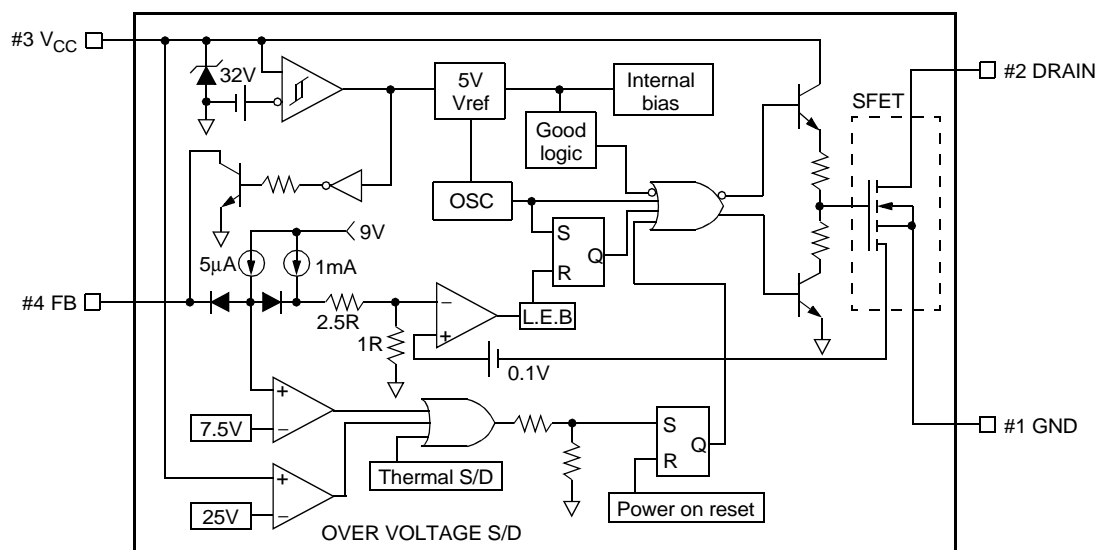 #3 VCC
#2 DRAIN
32V
5V
Vref
Internal
bias
SFET
Good
logic
OSC
9V
S
R
Q
5μA
1mA
#4 FB
2.5R
1R
−
+
L.E.B
0.1V
+
−
7.5V
S
R
Q
#1 GND
Thermal S/D
+
−
25V
Power on reset
OVER VOLTAGE S/D